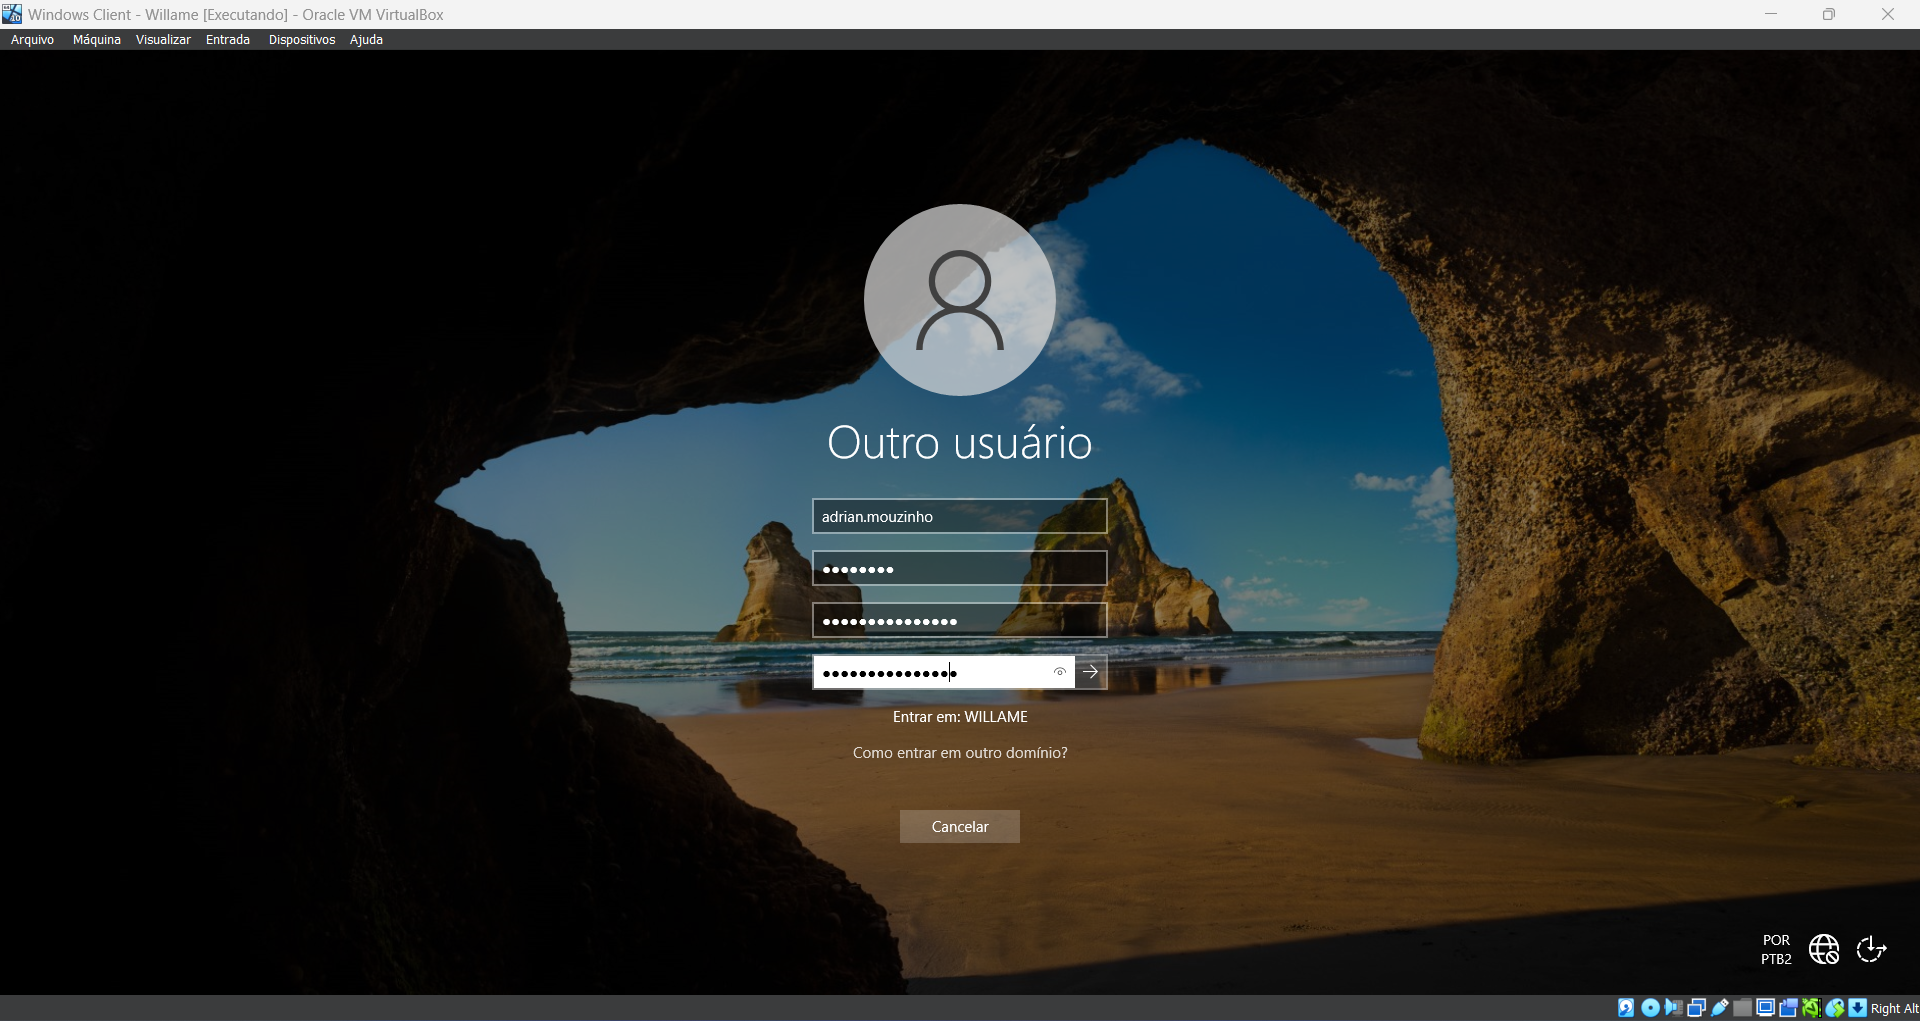 Windows Client - Willame [Executando] - Oracle VM VirtualBox
Arquivo Máquina Visualizar Entrada Dispositivos Ajuda
Outro usuário
adrian.mouzinho
Entrar em: WILLAME
Como entrar em outro domínio?
Cancelar
POR
PTB2
Right Alt